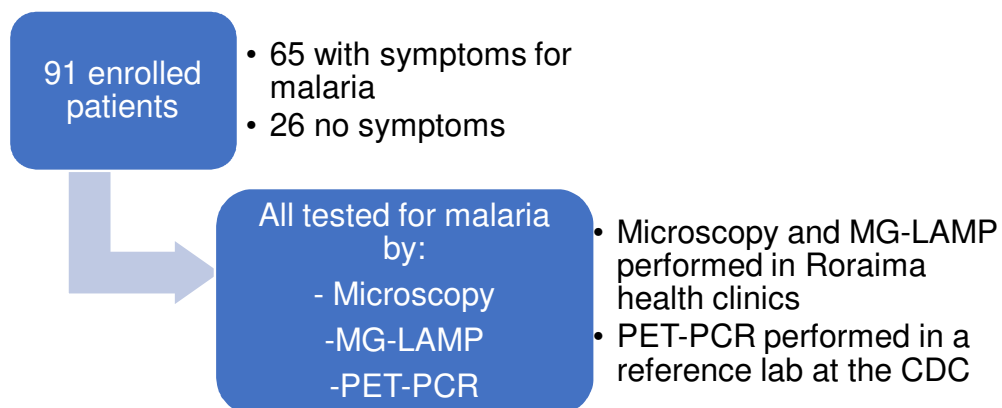 91 enrolled
patients
• 65 with symptoms for
malaria
• 26 no symptoms
All tested for malaria
by:
- Microscopy
-MG-LAMP
-PET-PCR
• Microscopy and MG-LAMP
performed in Roraima
health clinics
• PET-PCR performed in a
reference lab at the CDC